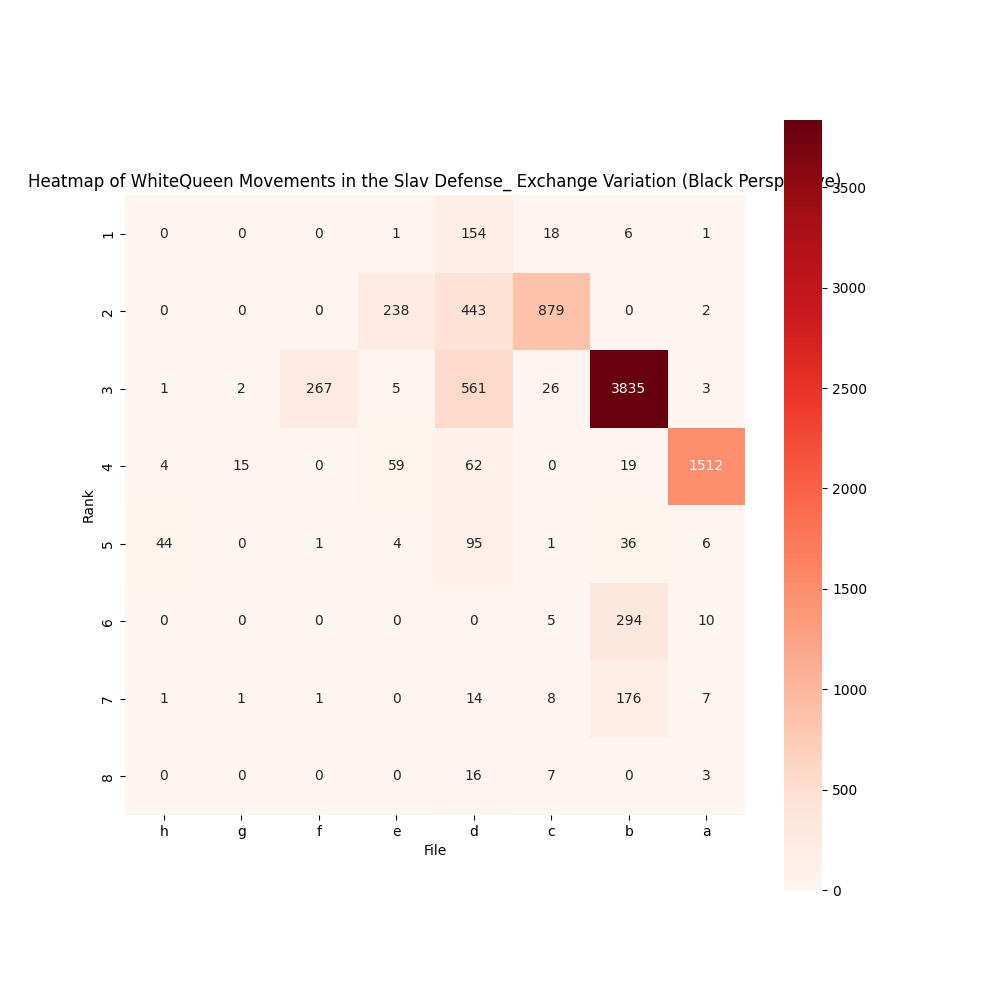 Heatmap of WhiteQueen Movements in the Slav Defense_ Exchange Variation (Black Perspective)
3500
1 0 0 0 1 154 18 6 1
3000
2 0 0 0 238 443 879 0 2
2500
3 1 2 267 5 561 26 3835 3
4 4 15 0 59 62 0 19 1512
2000
Rank
5 44 0 1 4 95 1 36 6
1500
6 0 0 0 0 0 5 294 10
1000
7 1 1 1 0 14 8 176 7
8 0 0 0 0 16 7 0 3
500
h g f e d c b a
File
0